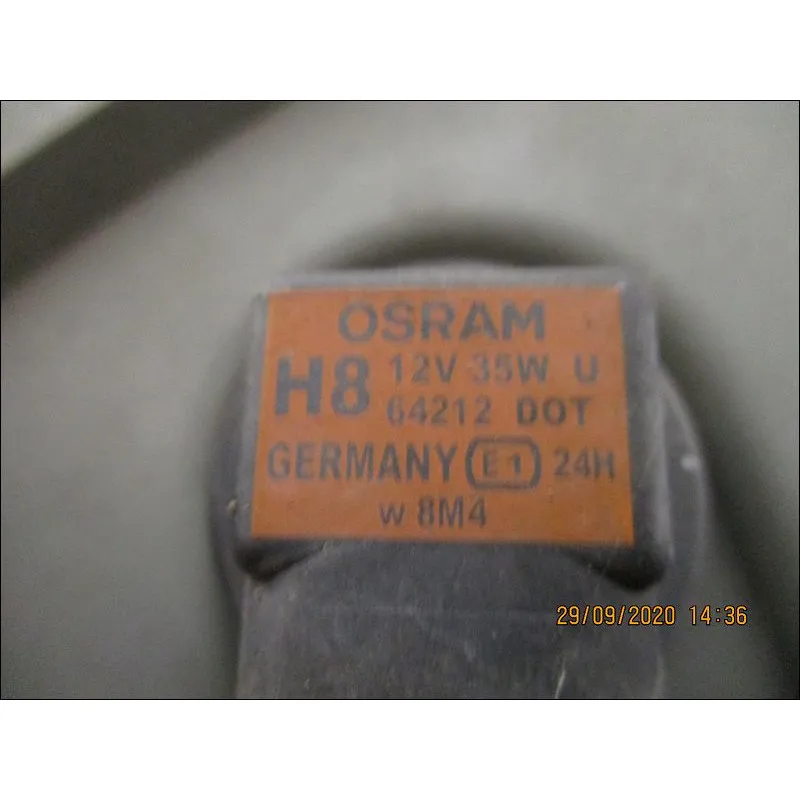 OSRAM
H8 12V 35W U
64212 DOT
GERMANY E1 24H
w 8M4
29/09/2020 14:36